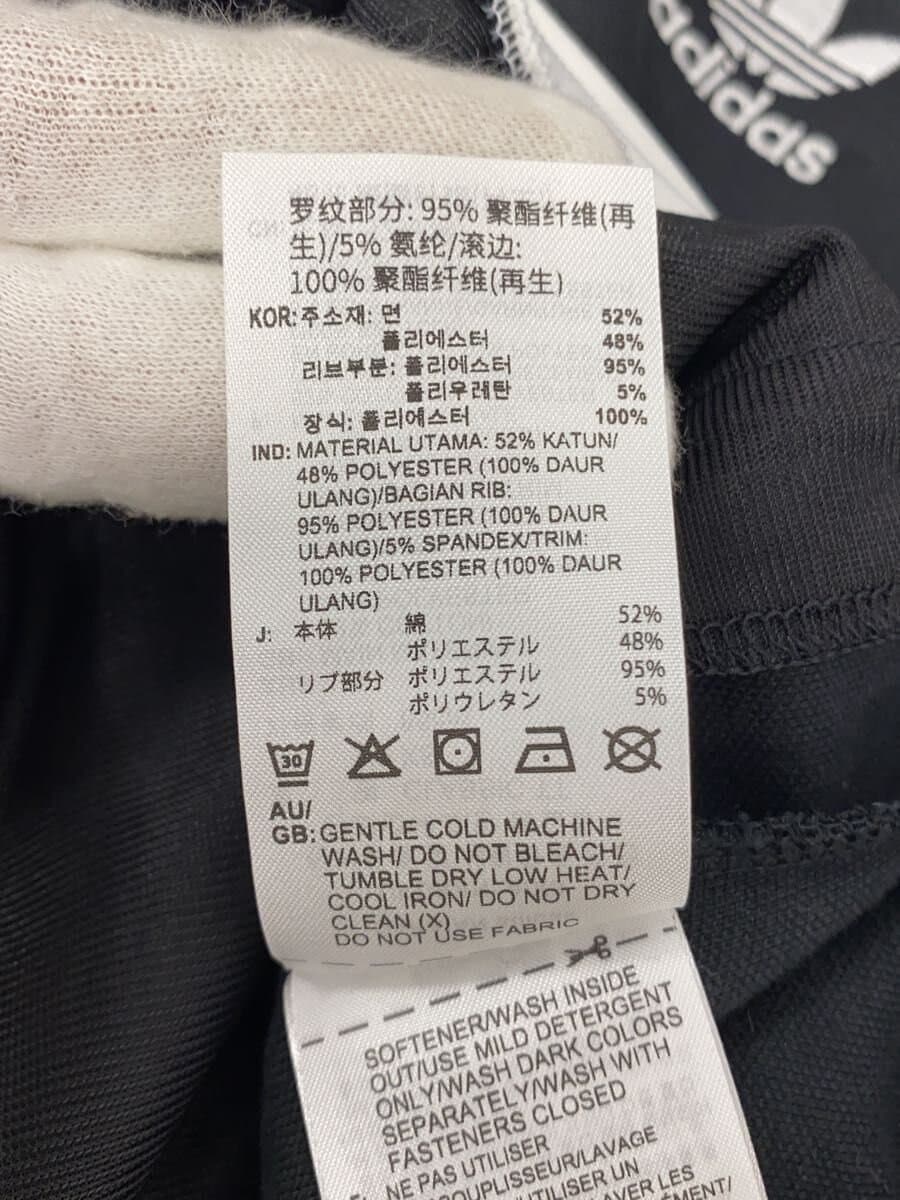 adidas
罗纹部分: 95% 聚酯纤维(再
生)/5% 氨纶/滚边:
100% 聚酯纤维(再生)
KOR: 주소재: 면 52%
폴리에스터 48%
리브부분: 폴리에스터 95%
폴리우레탄 5%
장식: 폴리에스터 100%
IND: MATERIAL UTAMA: 52% KATUN/
48% POLYESTER (100% DAUR
ULANG)/BAGIAN RIB:
95% POLYESTER (100% DAUR
ULANG)/5% SPANDEX/TRIM:
100% POLYESTER (100% DAUR
ULANG)
J: 本体 綿 52%
ポリエステル 48%
リブ部分 ポリエステル 95%
ポリウレタン 5%
30
AU/
GB: GENTLE COLD MACHINE
WASH/ DO NOT BLEACH/
TUMBLE DRY LOW HEAT/
COOL IRON/ DO NOT DRY
CLEAN (X)
DO NOT USE FABRIC
SOFTENER/WASH INSIDE
OUT/USE MILD DETERGENT
ONLY/WASH DARK COLORS
SEPARATELY/WASH WITH
FASTENERS CLOSED
NE PAS UTILISER
UTILISER UN
LES